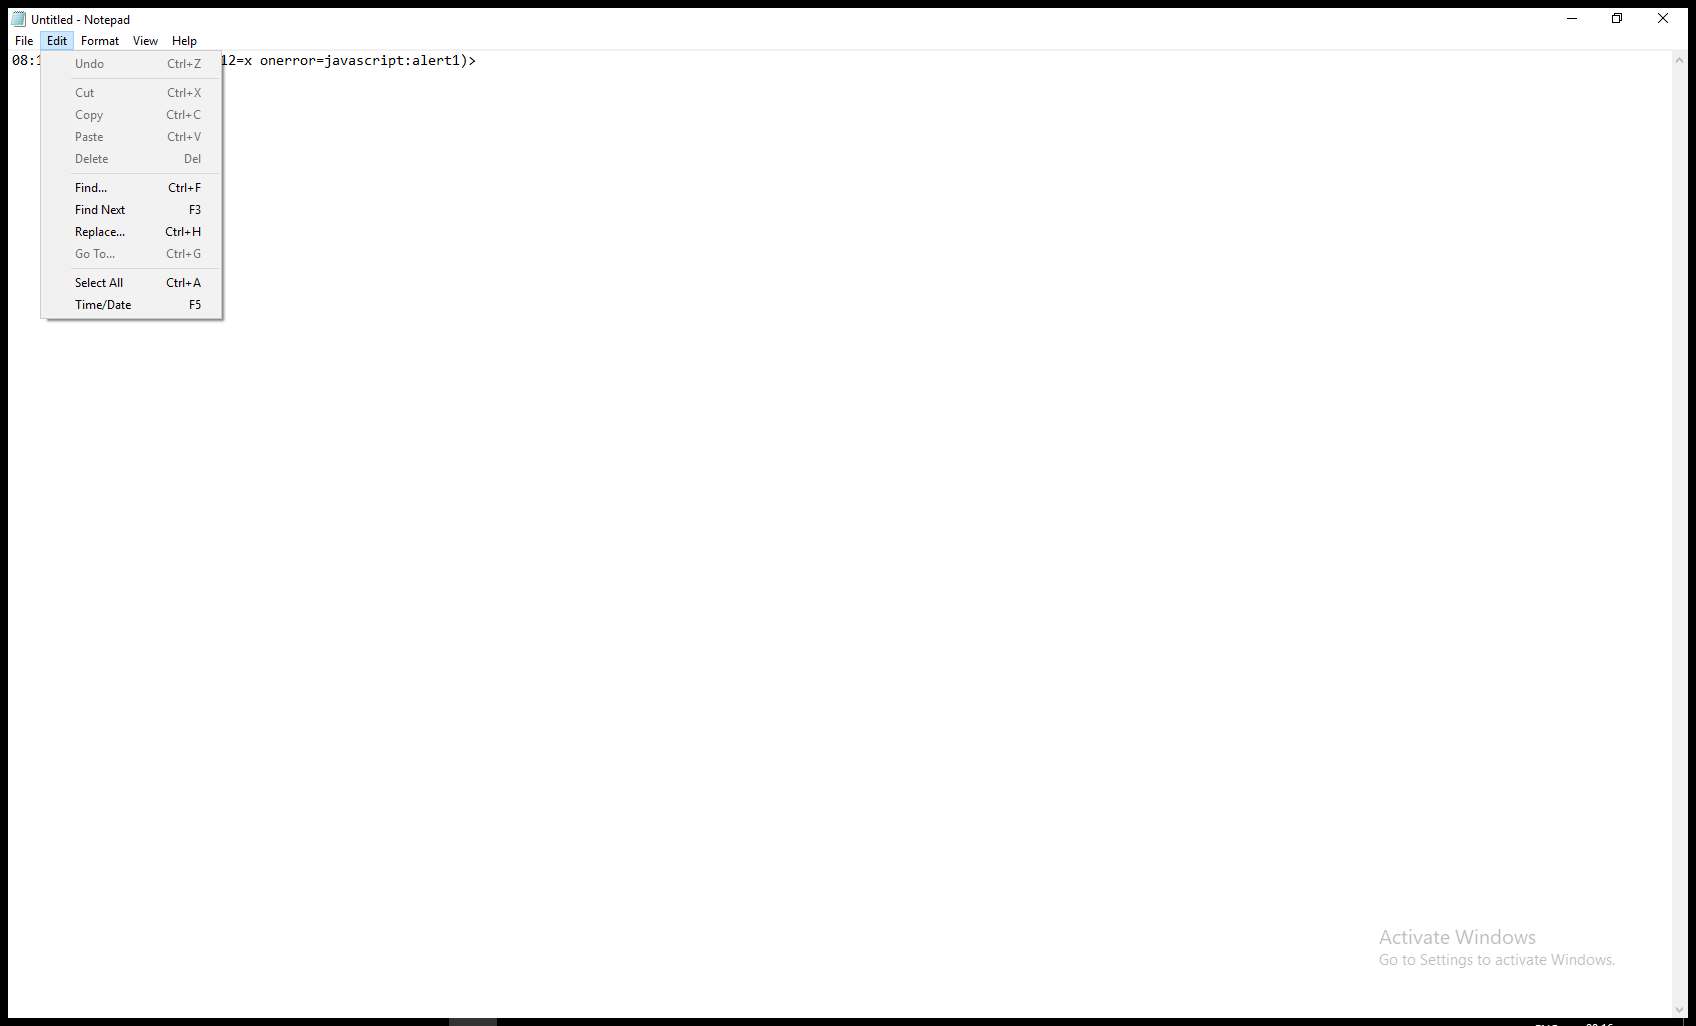 Untitled - Notepad
File Edit Format View Help
08:1 12=x onerror=javascript:alert1)>
Undo Ctrl+Z
Cut Ctrl+X
Copy Ctrl+C
Paste Ctrl+V
Delete Del
Find... Ctrl+F
Find Next F3
Replace... Ctrl+H
Go To... Ctrl+G
Select All Ctrl+A
Time/Date F5
Activate Windows
Go to Settings to activate Windows.